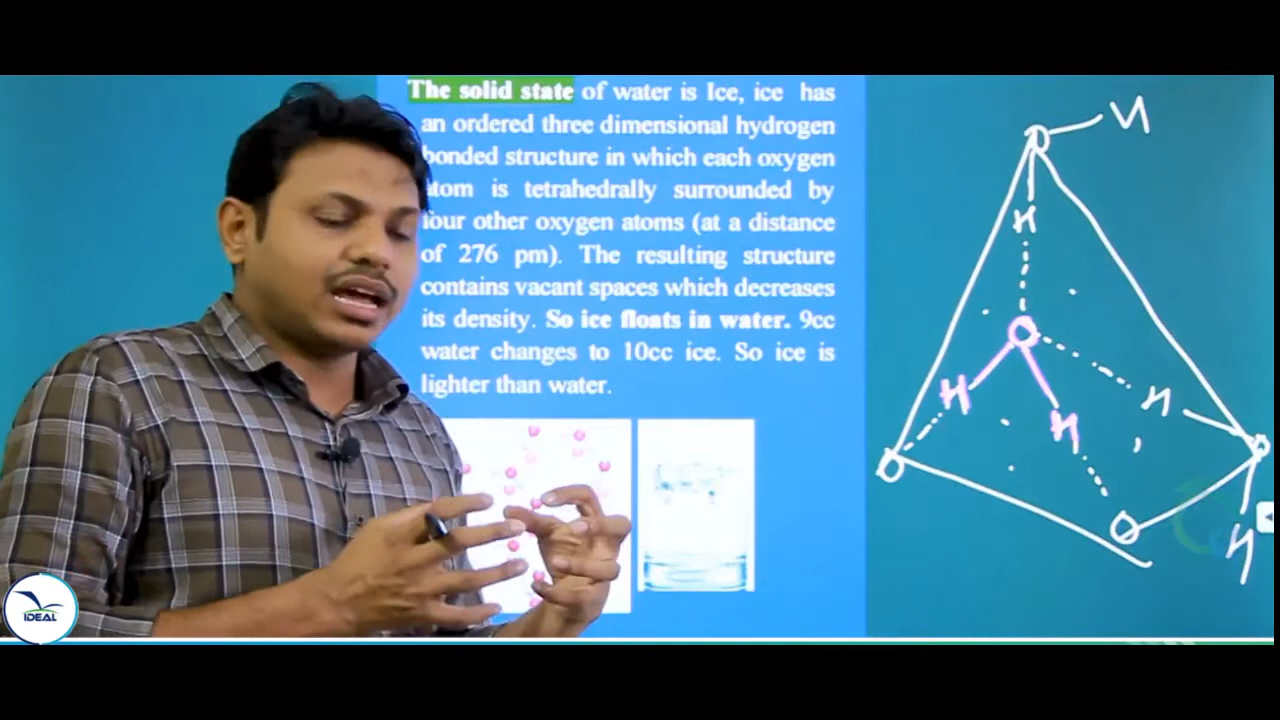 The solid state of water is Ice, ice has
an ordered three dimensional hydrogen
bonded structure in which each oxygen
atom is tetrahedrally surrounded by
four other oxygen atoms (at a distance
of 276 pm). The resulting structure
contains vacant spaces which decreases
its density. So ice floats in water. 9cc
water changes to 10cc ice. So ice is
lighter than water.
O H
H
O
H
H
H
O
O
O
H
IDEAL